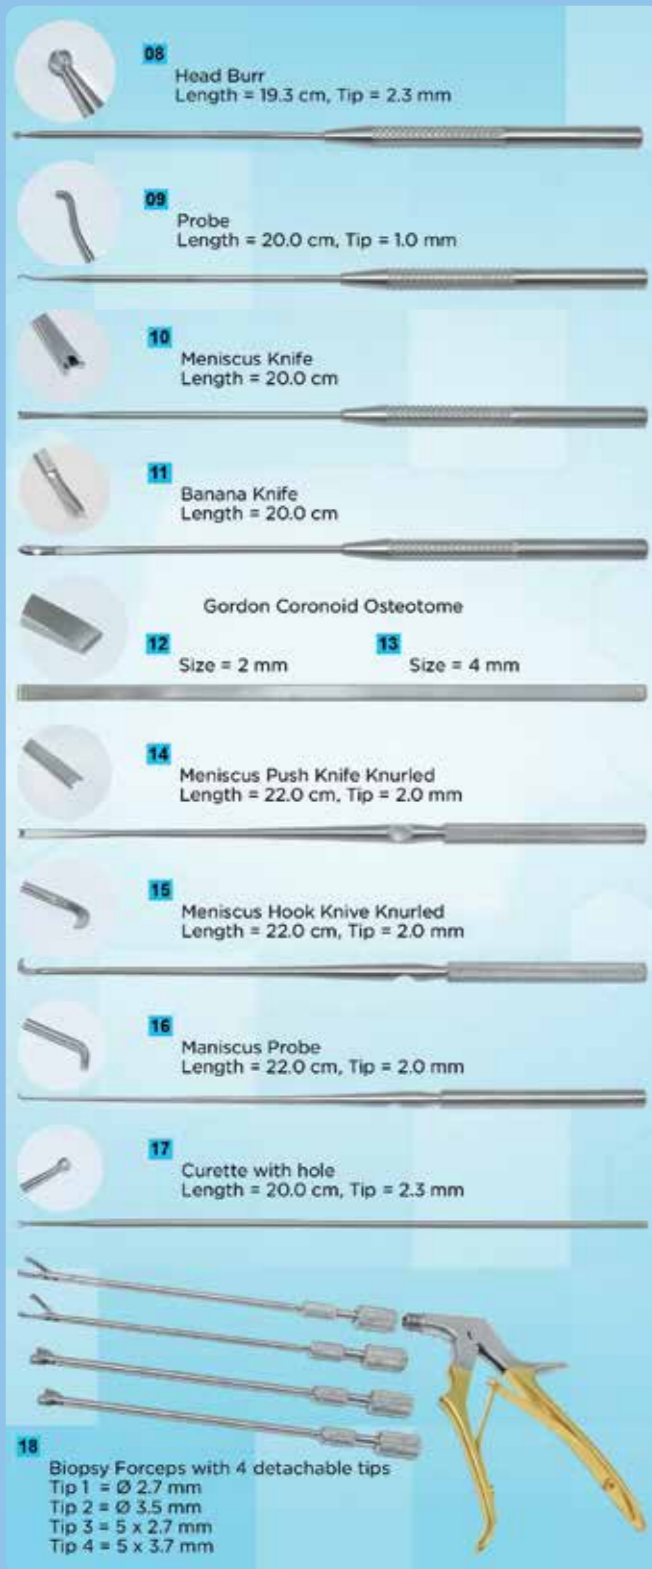 08
Head Burr
Length = 19.3 cm, Tip = 2.3 mm
09
Probe
Length = 20.0 cm, Tip = 1.0 mm
10
Meniscus Knife
Length = 20.0 cm
11
Banana Knife
Length = 20.0 cm
Gordon Coronoid Osteotome
12
Size = 2 mm
13
Size = 4 mm
14
Meniscus Push Knife Knurled
Length = 22.0 cm, Tip = 2.0 mm
15
Meniscus Hook Knive Knurled
Length = 22.0 cm, Tip = 2.0 mm
16
Maniscus Probe
Length = 22.0 cm, Tip = 2.0 mm
17
Curette with hole
Length = 20.0 cm, Tip = 2.3 mm
18
Biopsy Forceps with 4 detachable tips
Tip 1 = Ø 2.7 mm
Tip 2 = Ø 3.5 mm
Tip 3 = 5 x 2.7 mm
Tip 4 = 5 x 3.7 mm